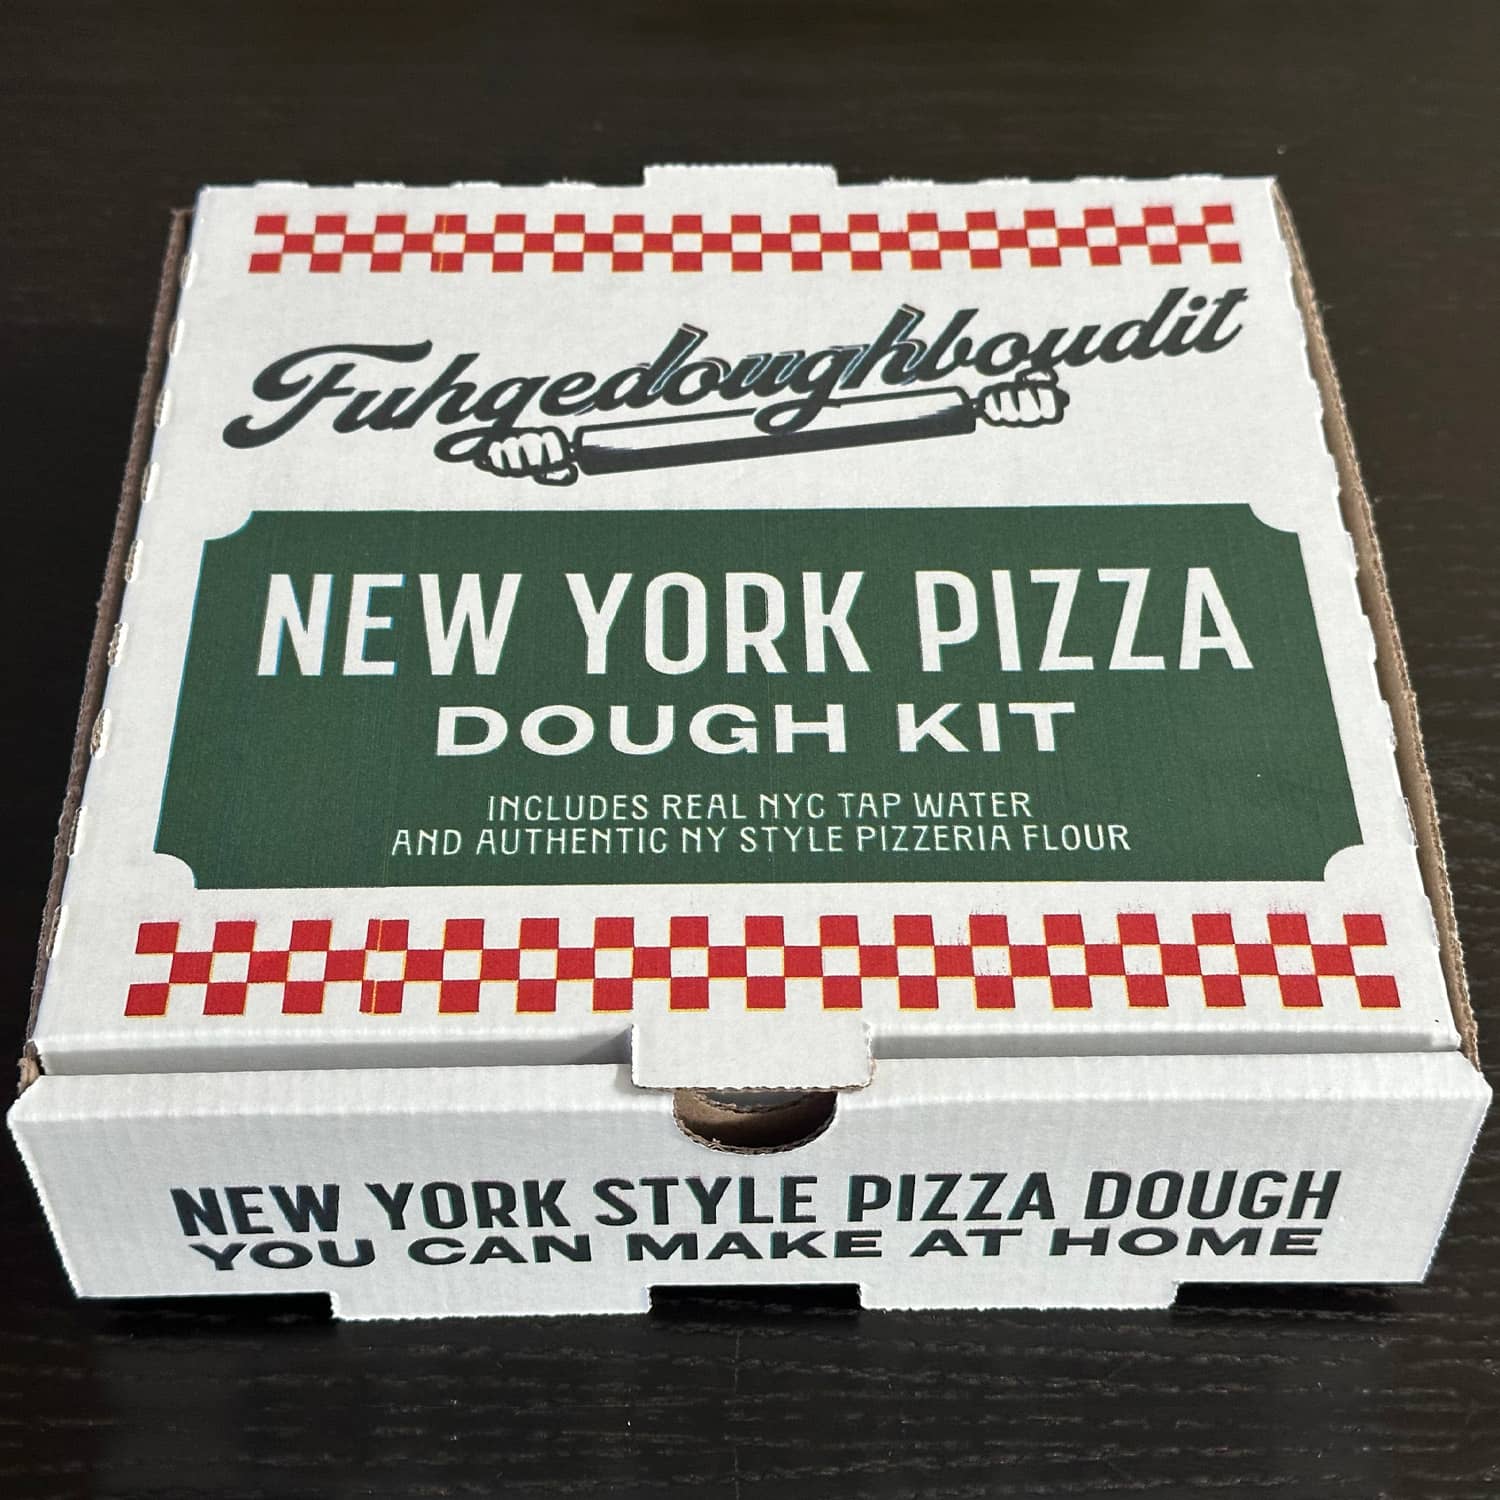 Fuhgedoughboudit
NEW YORK PIZZA
DOUGH KIT
INCLUDES REAL NYC TAP WATER
AND AUTHENTIC NY STYLE PIZZERIA FLOUR
NEW YORK STYLE PIZZA DOUGH
YOU CAN MAKE AT HOME